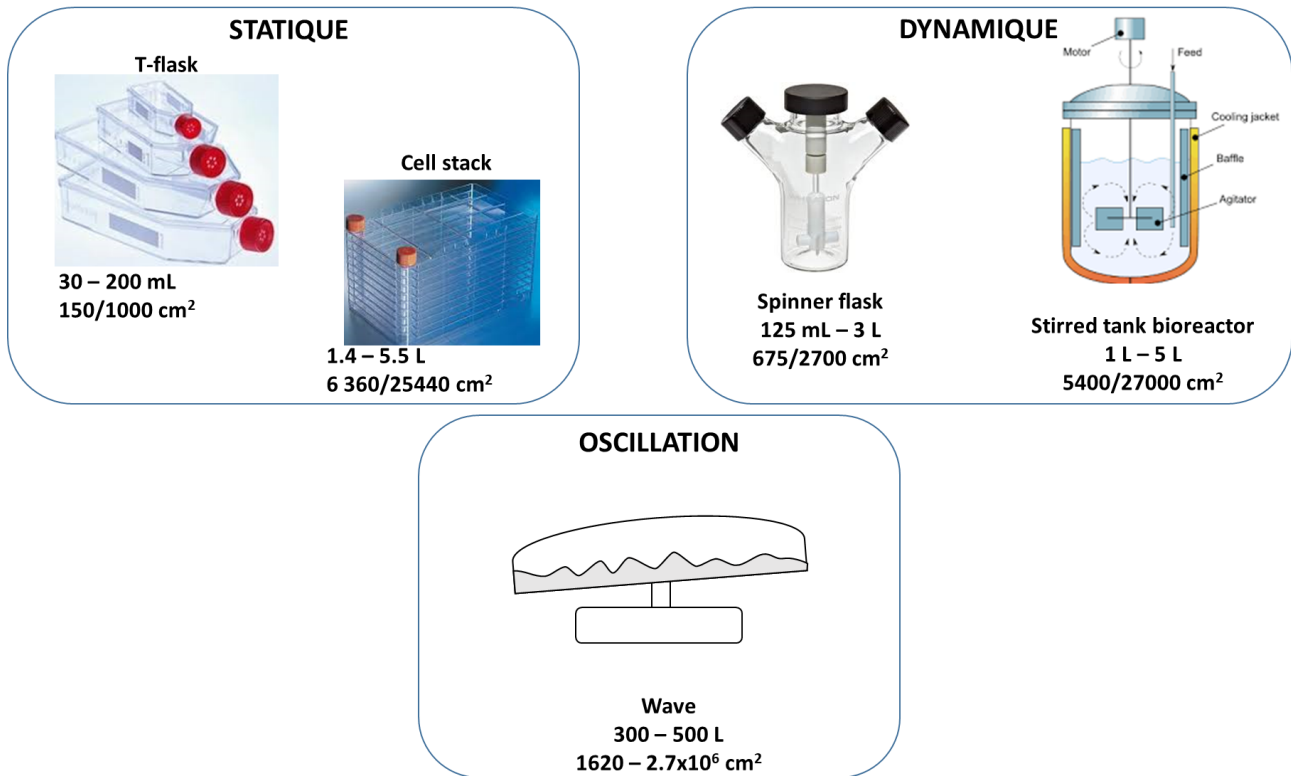 STATIQUE
T-flask
30 – 200 mL
150/1000 cm²
Cell stack
1.4 – 5.5 L
6 360/25440 cm²
DYNAMIQUE
Spinner flask
125 mL – 3 L
675/2700 cm²
Motor
Feed
Cooling jacket
Baffle
Agitator
Stirred tank bioreactor
1 L – 5 L
5400/27000 cm²
OSCILLATION
Wave
300 – 500 L
1620 – 2.7x10⁶ cm²